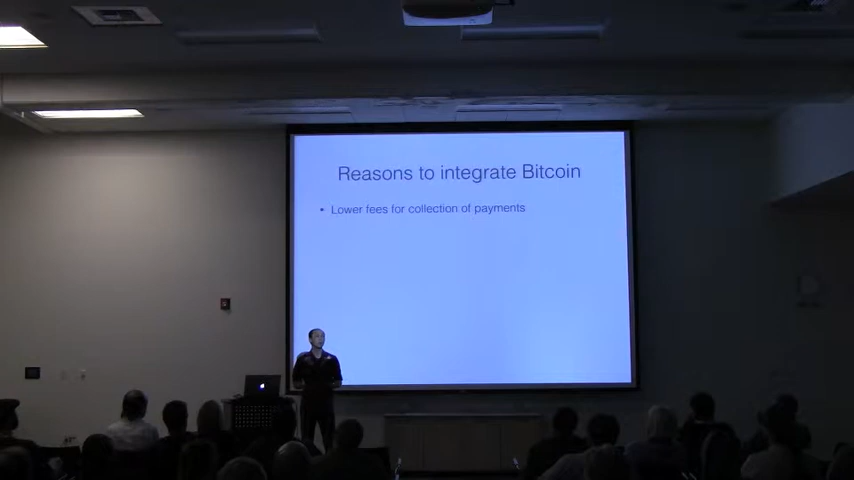 Reasons to integrate Bitcoin
• Lower fees for collection of payments